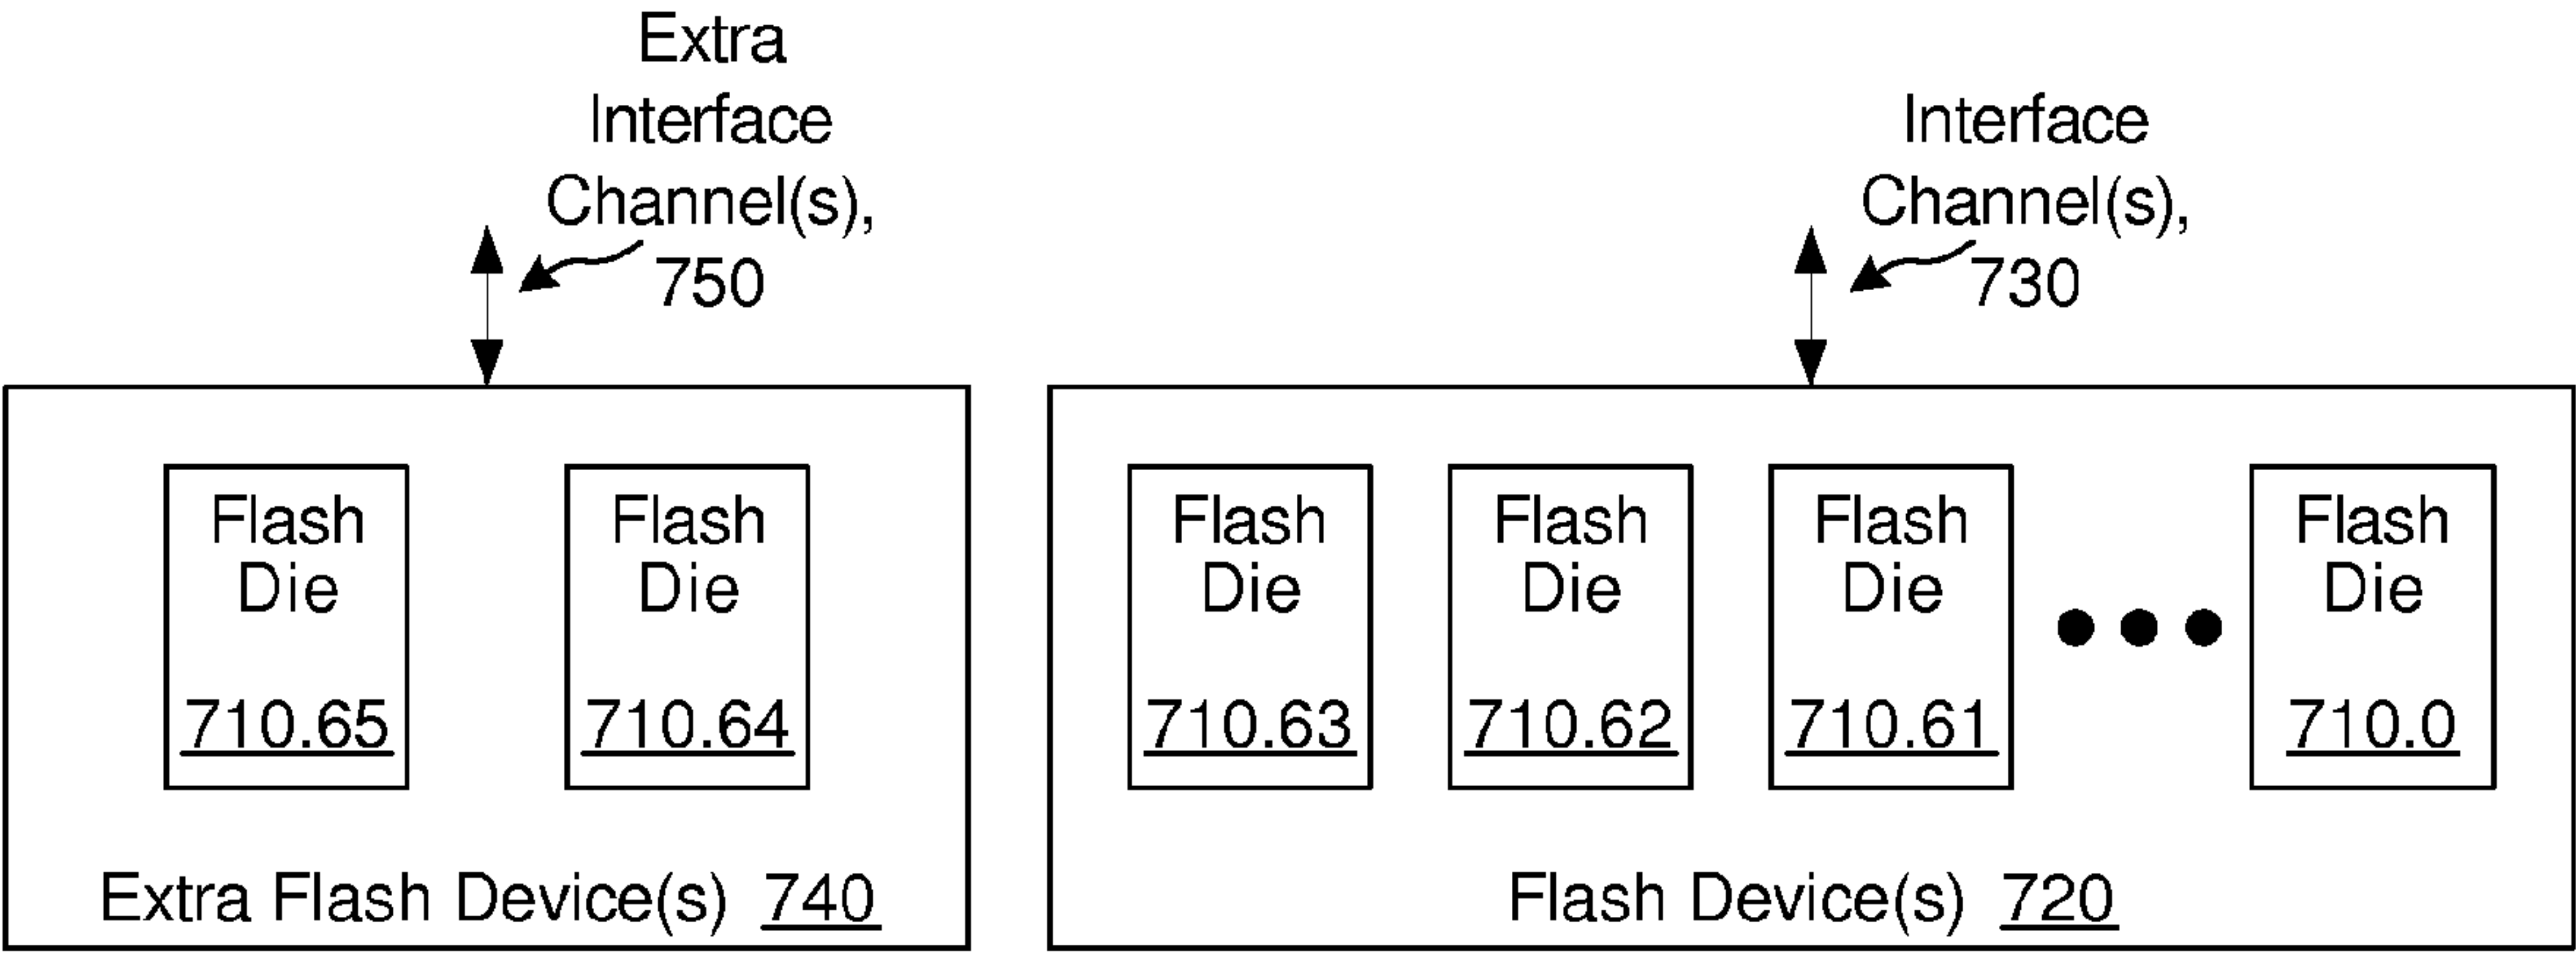 Extra
Interface
Channel(s),
750
Interface
Channel(s),
730
Flash
Die
710.65
Flash
Die
710.64
Extra Flash Device(s) 740
Flash
Die
710.63
Flash
Die
710.62
Flash
Die
710.61
Flash
Die
710.0
Flash Device(s) 720